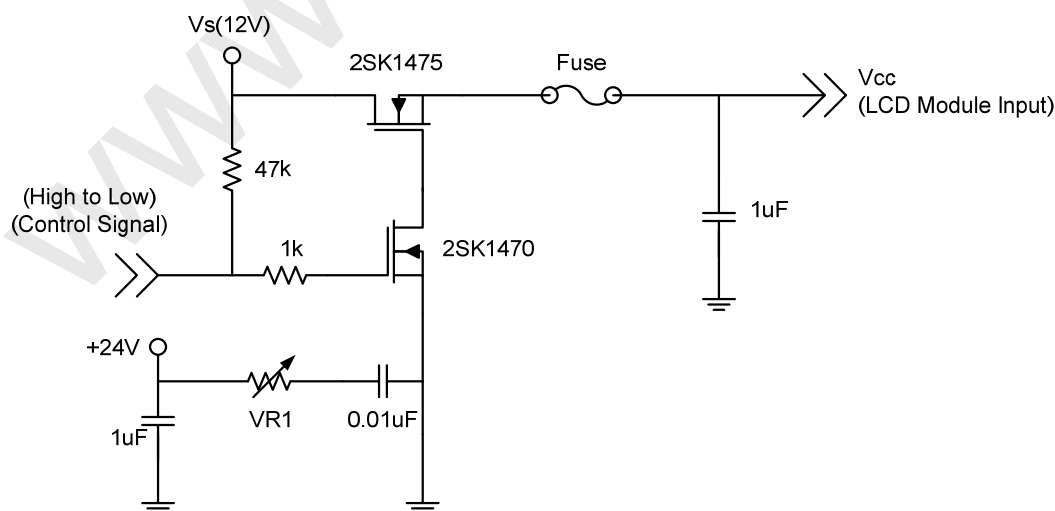 Vs(12V)
2SK1475
Fuse
Vcc
(LCD Module Input)
47k
(High to Low)
(Control Signal)
1k
2SK1470
1uF
+24V
VR1
0.01uF
1uF
www